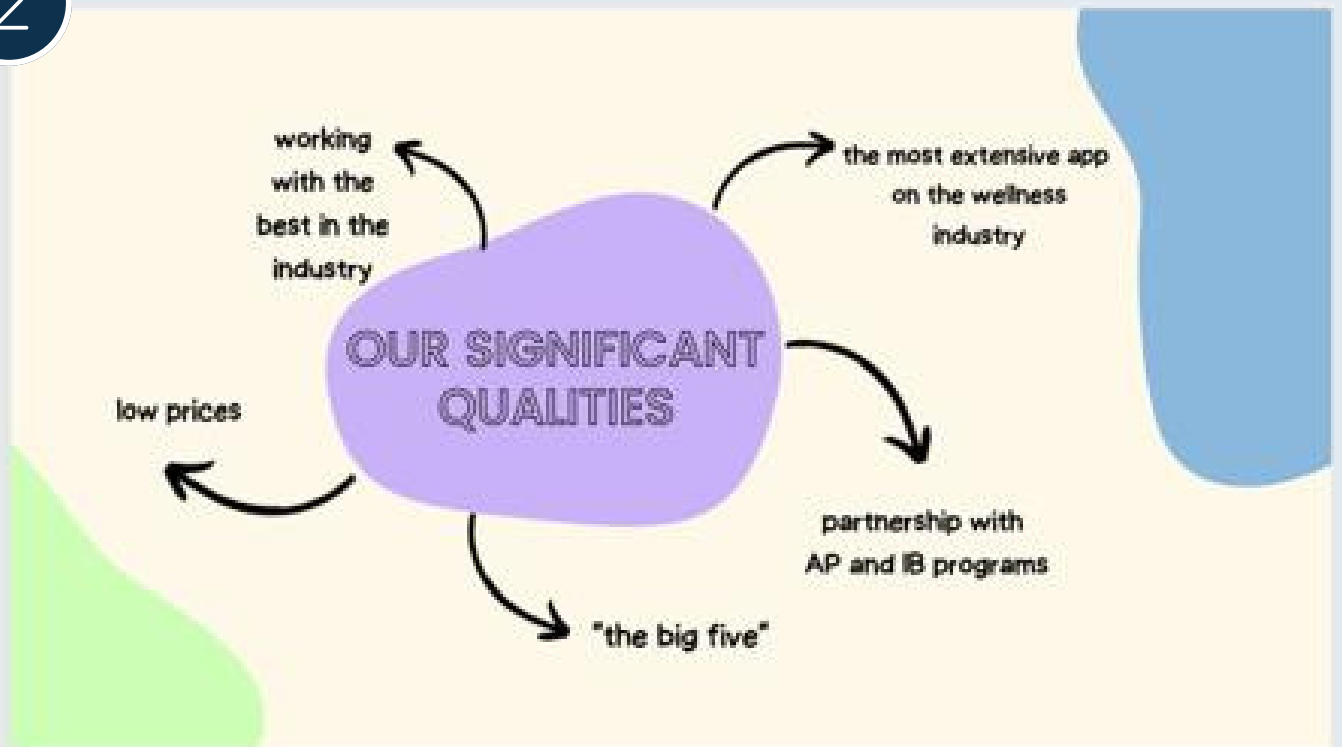 2
working
with the
best in the
industry
the most extensive app
on the wellness
industry
OUR SIGNIFICANT
QUALITIES
low prices
partnership with
AP and IB programs
"the big five"